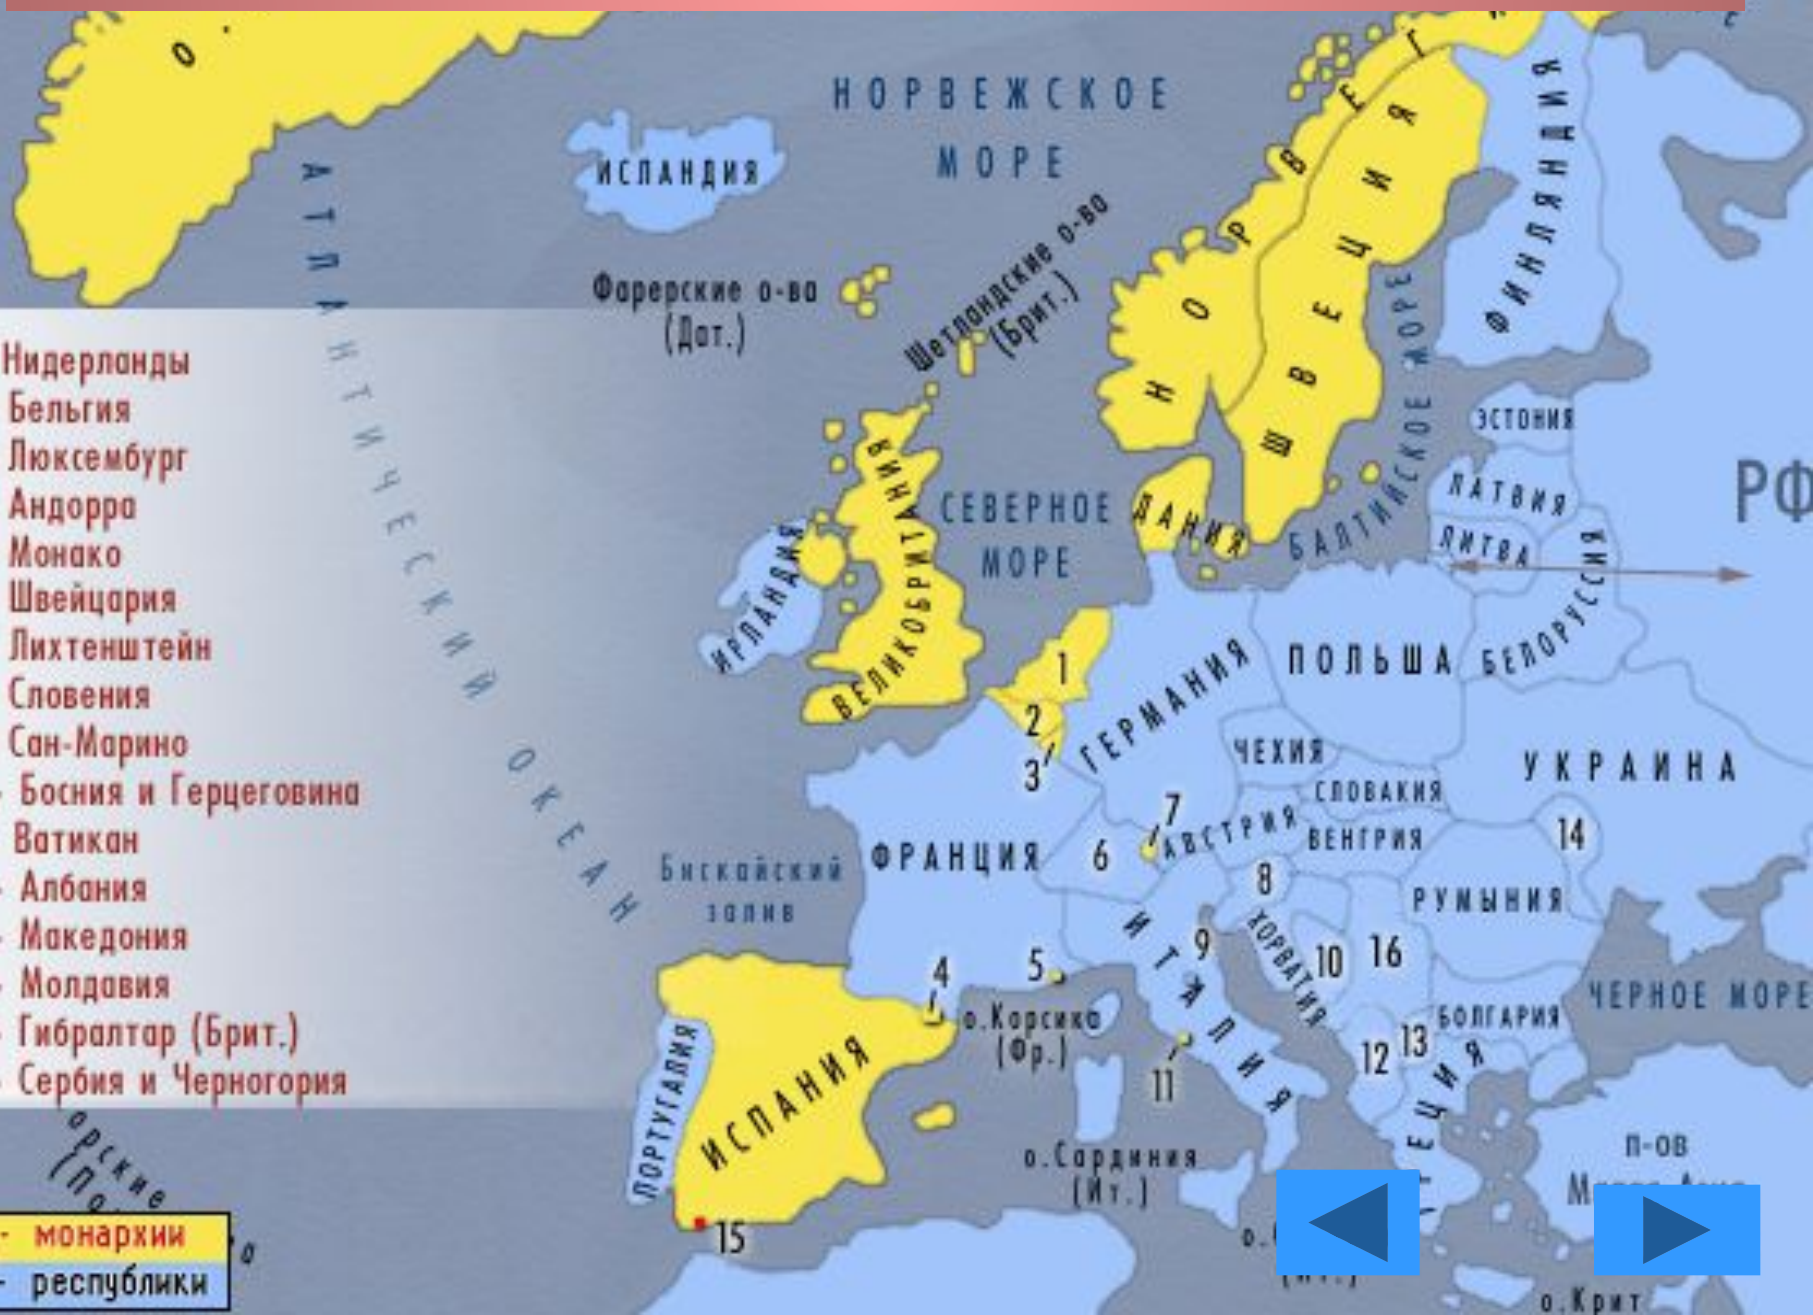 О.
НОРВЕЖСКОЕ
МОРЕ
ИСЛАНДИЯ
АТЛАНТИЧЕСКИЙ ОКЕАН
Фарерские о-ва
(Дат.)
Шетландские о-ва
(Брит.)
НОРВЕГ
ШВЕЦИЯ
ФИНЛЯНДИЯ
БАЛТИЙСКОЕ МОРЕ
ЭСТОНИЯ
ЛАТВИЯ
ЛИТВА
РФ
СЕВЕРНОЕ
МОРЕ
ДАНИЯ
ИРЛАНДИЯ
ВЕЛИКОБРИТАНИЯ
БЕЛОРУССИЯ
ПОЛЬША
ГЕРМАНИЯ
1
2
3
ЧЕХИЯ
СЛОВАКИЯ
УКРАИНА
7
АВСТРИЯ
ВЕНГРИЯ
14
ФРАНЦИЯ
6
8
РУМЫНИЯ
Бискайский
залив
ИТАЛИЯ
9
ХОРВАТИЯ
10
16
4
5
о.Корсика
(Фр.)
БОЛГАРИЯ
ЧЕРНОЕ МОРЕ
11
12
13
ПОРТУГАЛИЯ
ИСПАНИЯ
15
о.Сардиния
(Ит.)
РЕЦИЯ
п-ов
о.
(Ит.)
о.Крит
Нидерланды
Бельгия
Люксембург
Андорра
Монако
Швейцария
Лихтенштейн
Словения
Сан-Марино
- Босния и Герцеговина
Ватикан
- Албания
- Македония
- Молдавия
- Гибралтар (Брит.)
- Сербия и Черногория
орские
- монархии
- республики